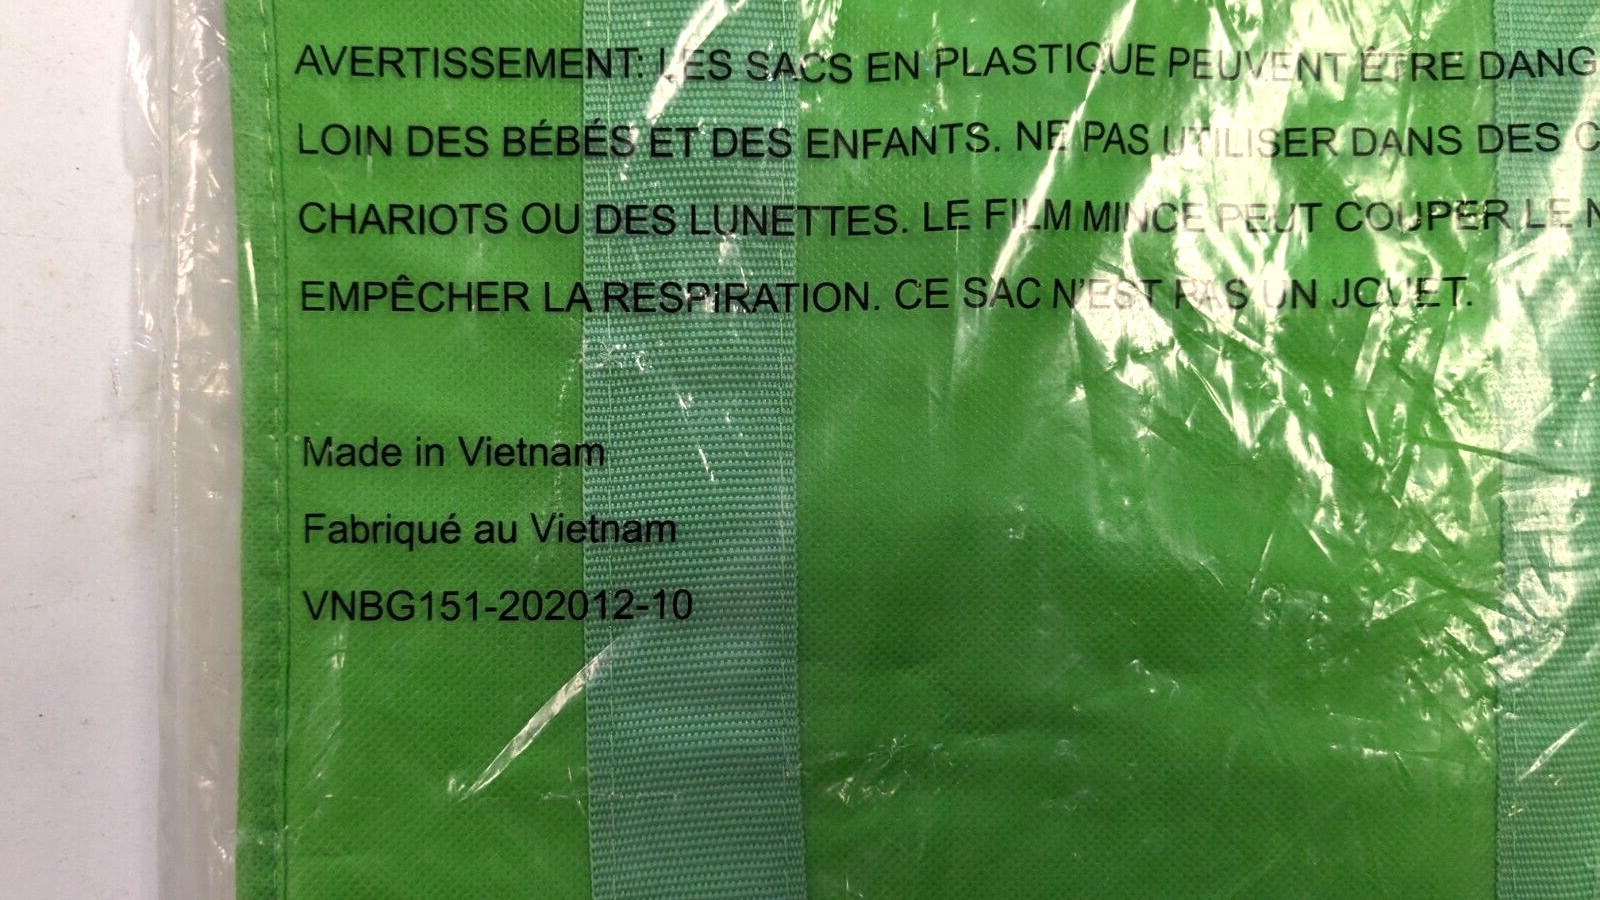 AVERTISSEMENT: LES SACS EN PLASTIQUE PEUVENT ÊTRE DANG
LOIN DES BÉBÉS ET DES ENFANTS. NE PAS UTILISER DANS DES C
CHARIOTS OU DES LUNETTES. LE FILM MINCE PEUT COUPER LE N
EMPÊCHER LA RESPIRATION. CE SAC N'EST PAS UN JOUET.
Made in Vietnam
Fabriqué au Vietnam
VNBG151-202012-10